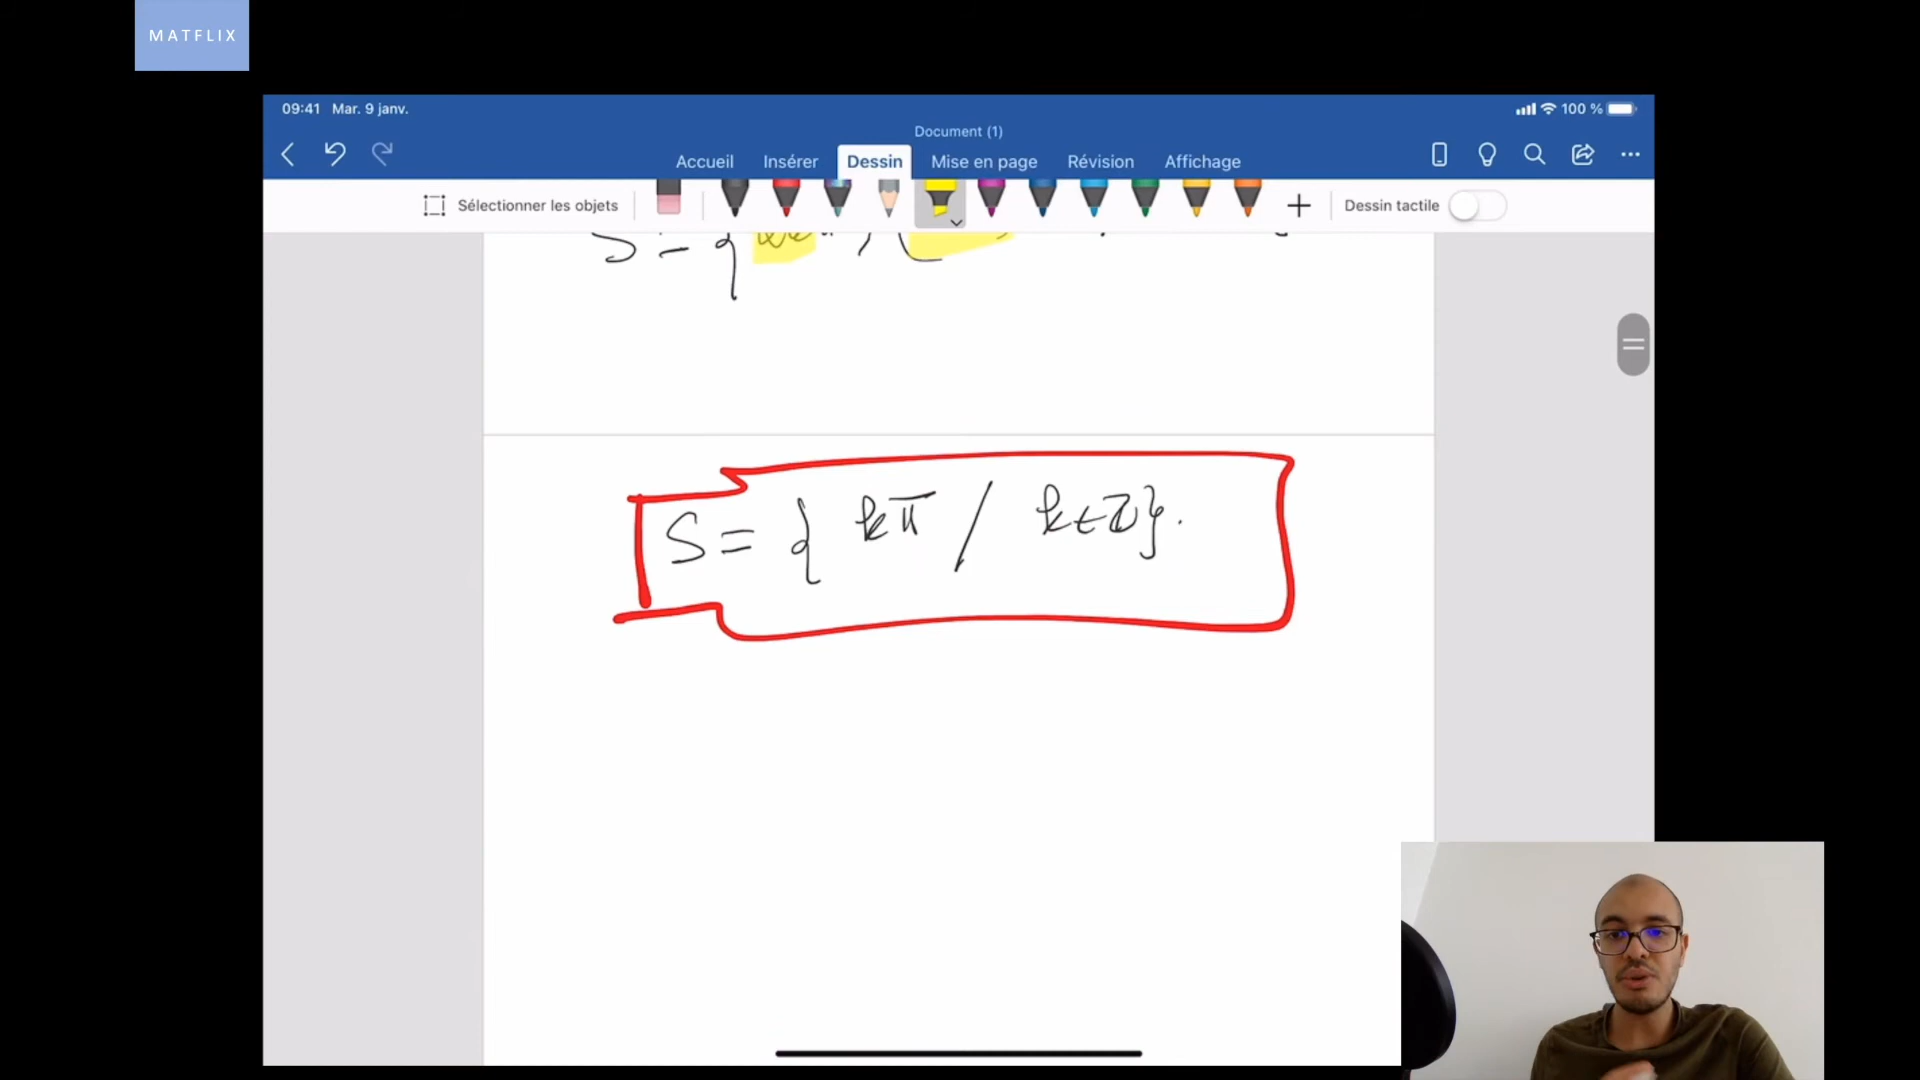 MATFLIX
09:41 Mar. 9 janv.
100 %
Document (1)
Accueil Insérer Dessin Mise en page Révision Affichage
Sélectionner les objets
Dessin tactile
S = {
S = { kπ / k∈ℤ}.